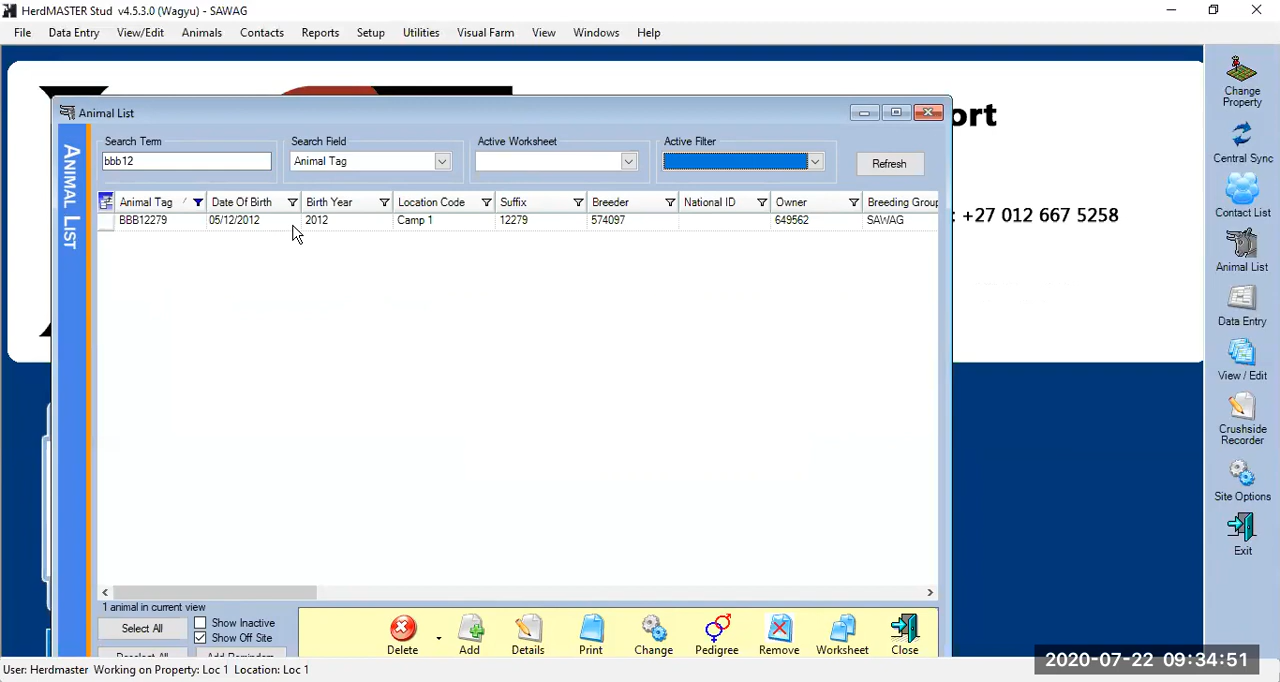 HerdMASTER Stud v4.5.3.0 (Wagyu) - SAWAG
File Data Entry View/Edit Animals Contacts Reports Setup Utilities Visual Farm View Windows Help
ort
: +27 012 667 5258
Animal List
ANIMAL LIST
Search Term Search Field Active Worksheet Active Filter
bbb12 Animal Tag Refresh
Animal Tag Date Of Birth Birth Year Location Code Suffix Breeder National ID Owner Breeding Group
BBB12279 05/12/2012 2012 Camp 1 12279 574097 649562 SAWAG
1 animal in current view
Select All Show Inactive
Show Off Site
Deselect All Add Reminders
Delete Add Details Print Change Pedigree Remove Worksheet Close
Change Property
Central Sync
Contact List
Animal List
Data Entry
View / Edit
Crushside Recorder
Site Options
Exit
User: Herdmaster Working on Property: Loc 1 Location: Loc 1
2020-07-22 09:34:51